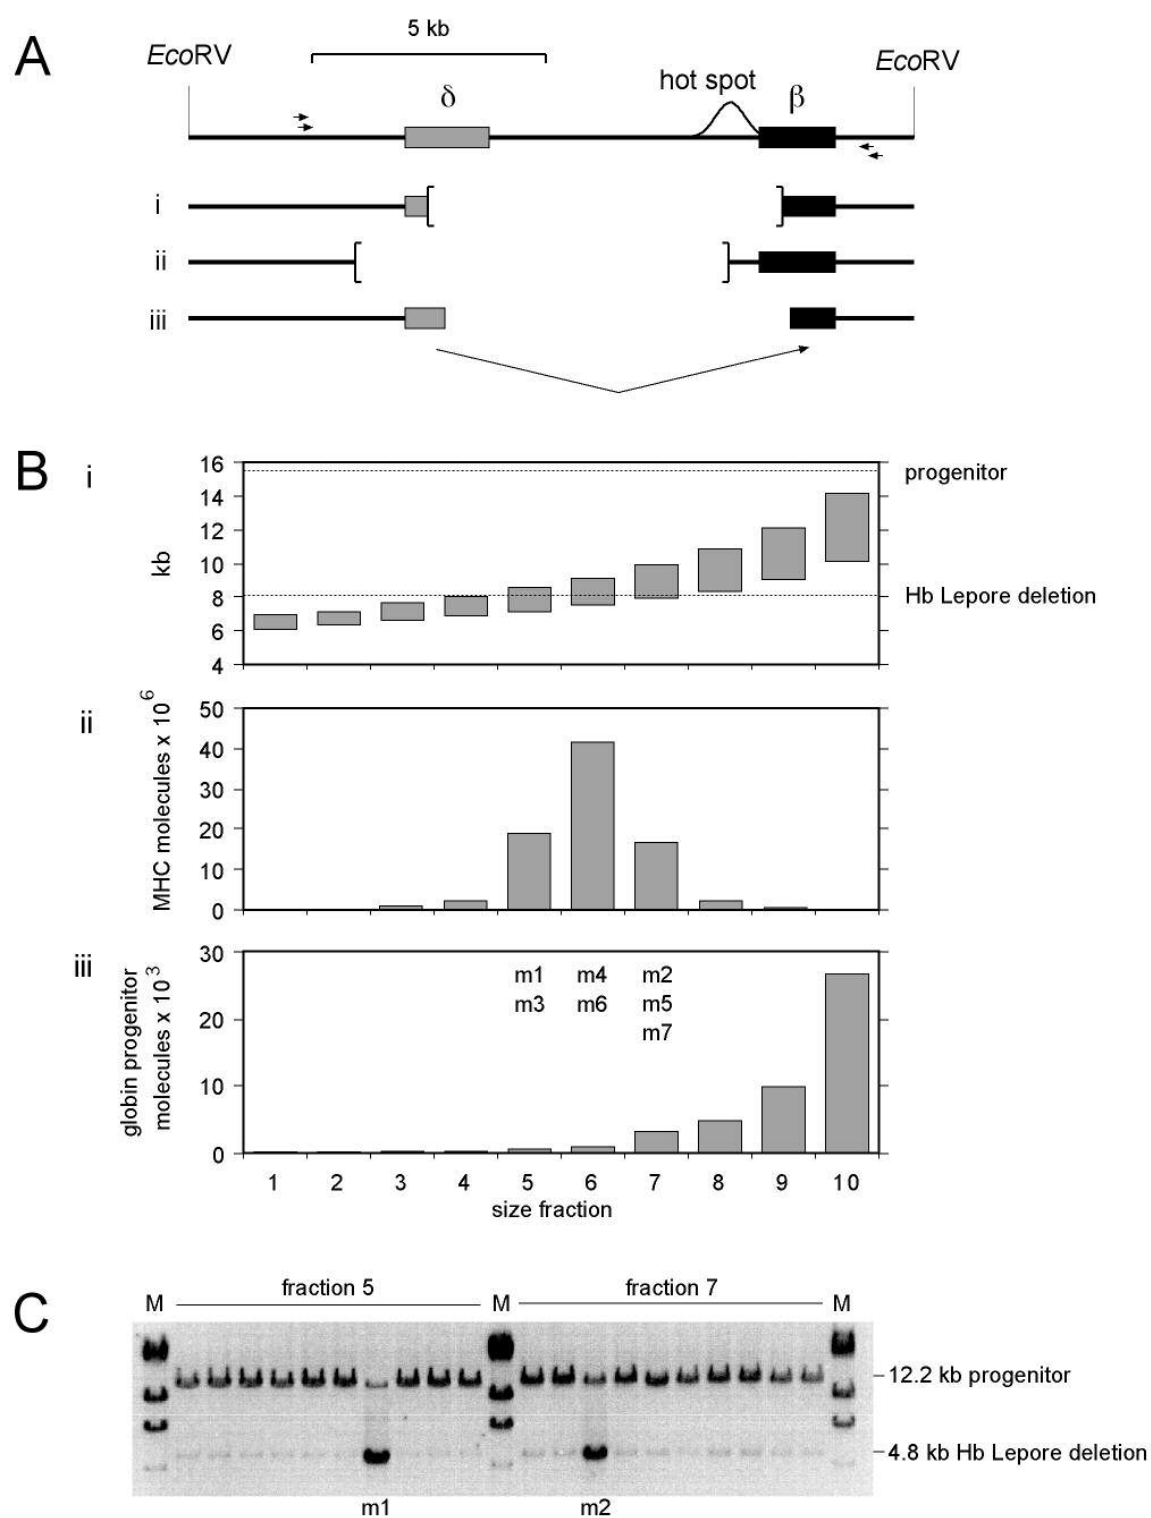 A
5 kb
EcoRV
EcoRV
hot spot
δ
β
i
ii
iii
B
i
16
14
12
10
8
6
4
kb
progenitor
Hb Lepore deletion
ii
50
40
30
20
10
0
MHC molecules x 10^6
iii
30
20
10
0
globin progenitor
molecules x 10^3
m1 m4 m2
m3 m6 m5
m7
1 2 3 4 5 6 7 8 9 10
size fraction
C
fraction 5 fraction 7
M M M
12.2 kb progenitor
4.8 kb Hb Lepore deletion
m1 m2